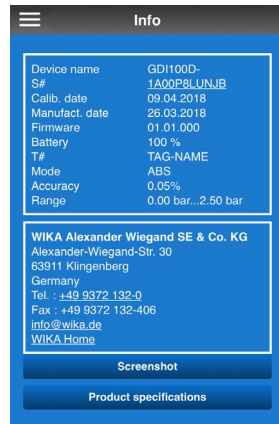 Info
Device name GDI100D-
S# 1A00P8LUNJB
Calib. date 09.04.2018
Manufact. date 26.03.2018
Firmware 01.01.000
Battery 100 %
T# TAG-NAME
Mode ABS
Accuracy 0.05%
Range 0.00 bar...2.50 bar
WIKA Alexander Wiegand SE & Co. KG
Alexander-Wiegand-Str. 30
63911 Klingenberg
Germany
Tel. : +49 9372 132-0
Fax : +49 9372 132-406
info@wika.de
WIKA Home
Screenshot
Product specifications